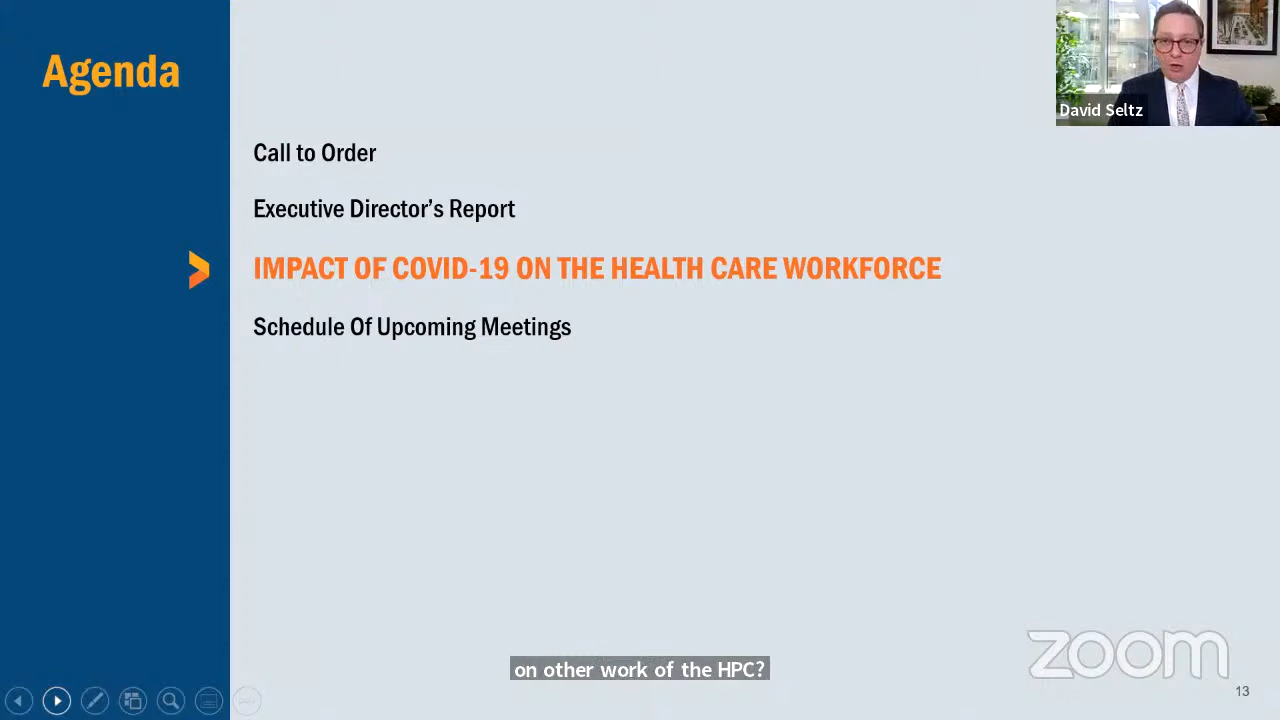 Agenda
David Seltz
Call to Order
Executive Director’s Report
IMPACT OF COVID-19 ON THE HEALTH CARE WORKFORCE
Schedule Of Upcoming Meetings
on other work of the HPC?
zoom
13